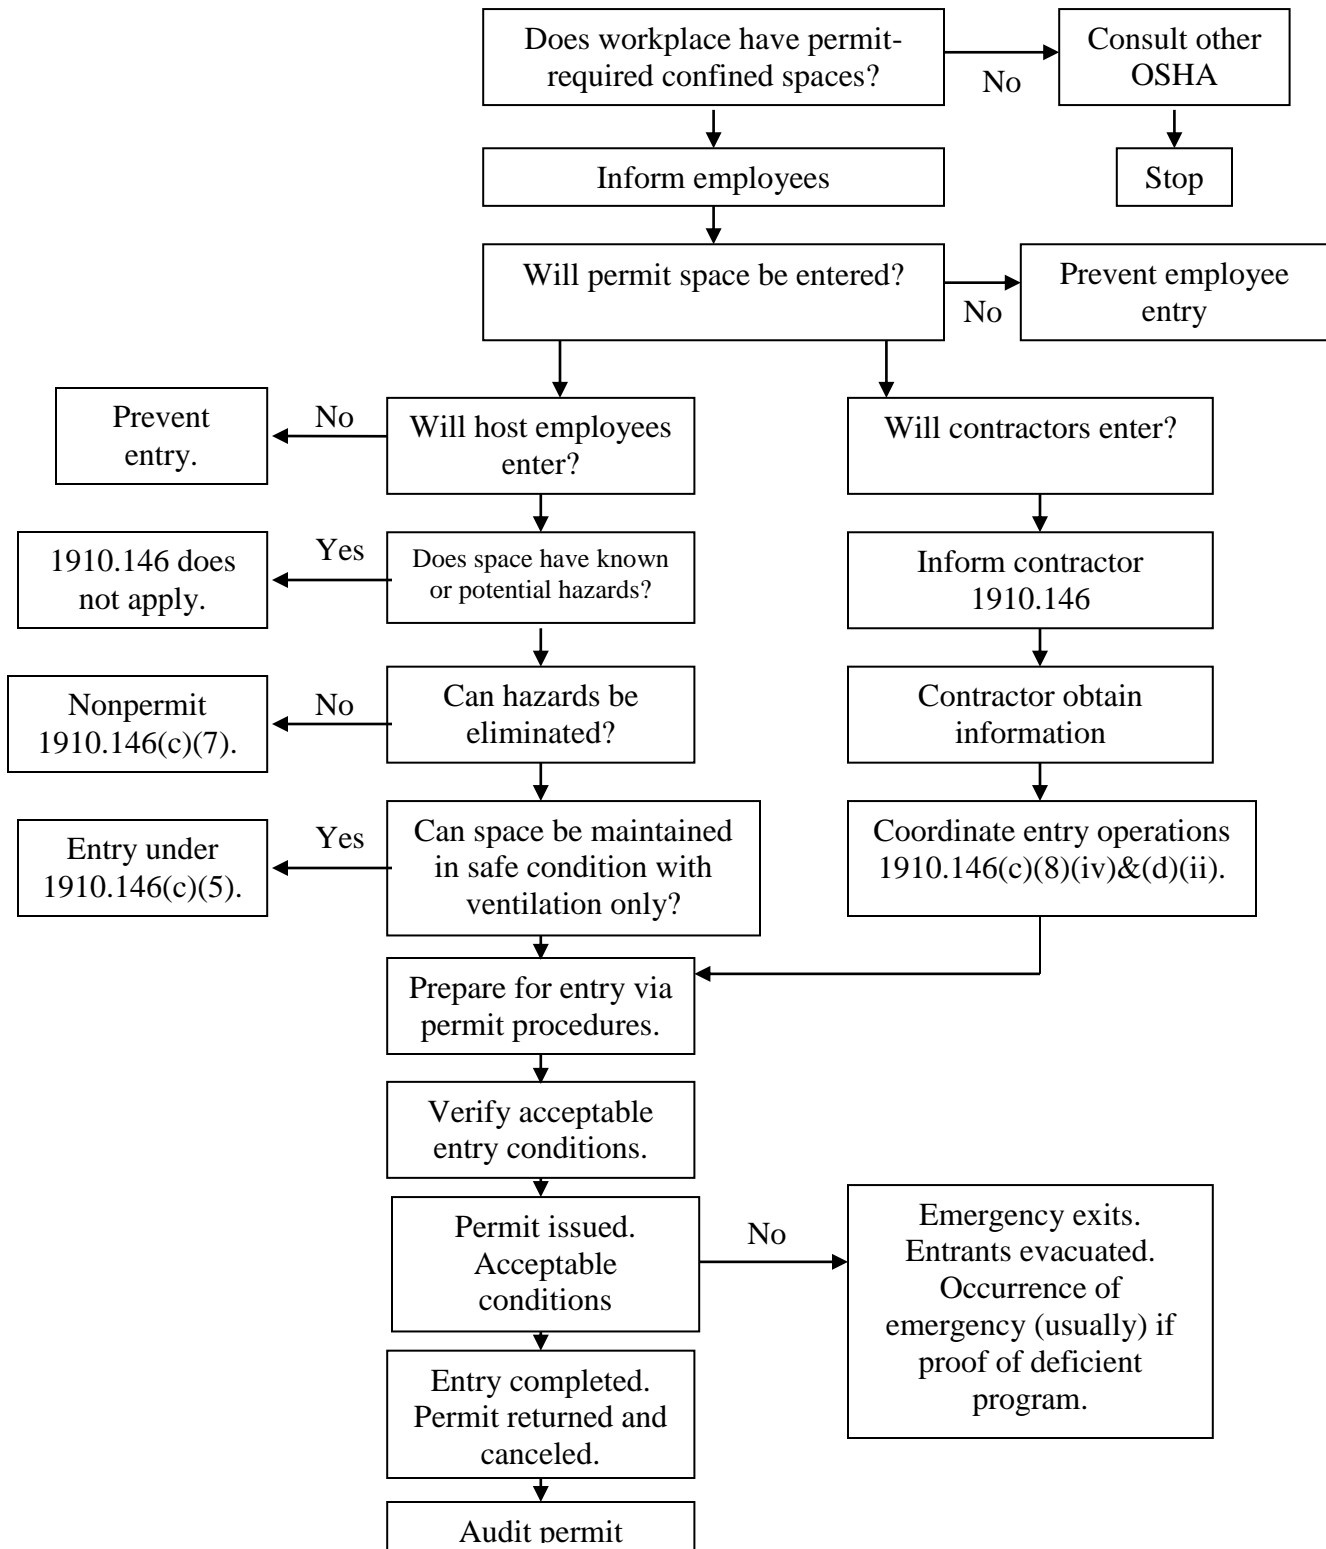 Does workplace have permit-
required confined spaces?
No
Consult other
OSHA
Stop
Inform employees
Will permit space be entered?
No
Prevent employee
entry
Will host employees
enter?
No
Prevent
entry.
Will contractors enter?
Does space have known
or potential hazards?
Yes
1910.146 does
not apply.
Inform contractor
1910.146
Can hazards be
eliminated?
No
Nonpermit
1910.146(c)(7).
Contractor obtain
information
Can space be maintained
in safe condition with
ventilation only?
Yes
Entry under
1910.146(c)(5).
Coordinate entry operations
1910.146(c)(8)(iv)&(d)(ii).
Prepare for entry via
permit procedures.
Verify acceptable
entry conditions.
Permit issued.
Acceptable
conditions
No
Emergency exits.
Entrants evacuated.
Occurrence of
emergency (usually) if
proof of deficient
program.
Entry completed.
Permit returned and
canceled.
Audit permit